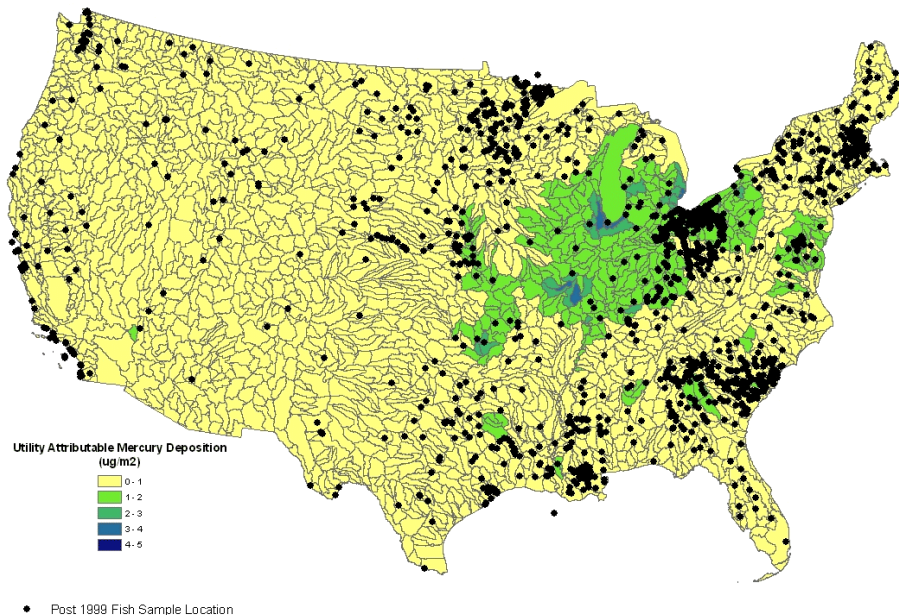 Utility Attributable Mercury Deposition
(ug/m2)
0 - 1
1 - 2
2 - 3
3 - 4
4 - 5
Post 1999 Fish Sample Location